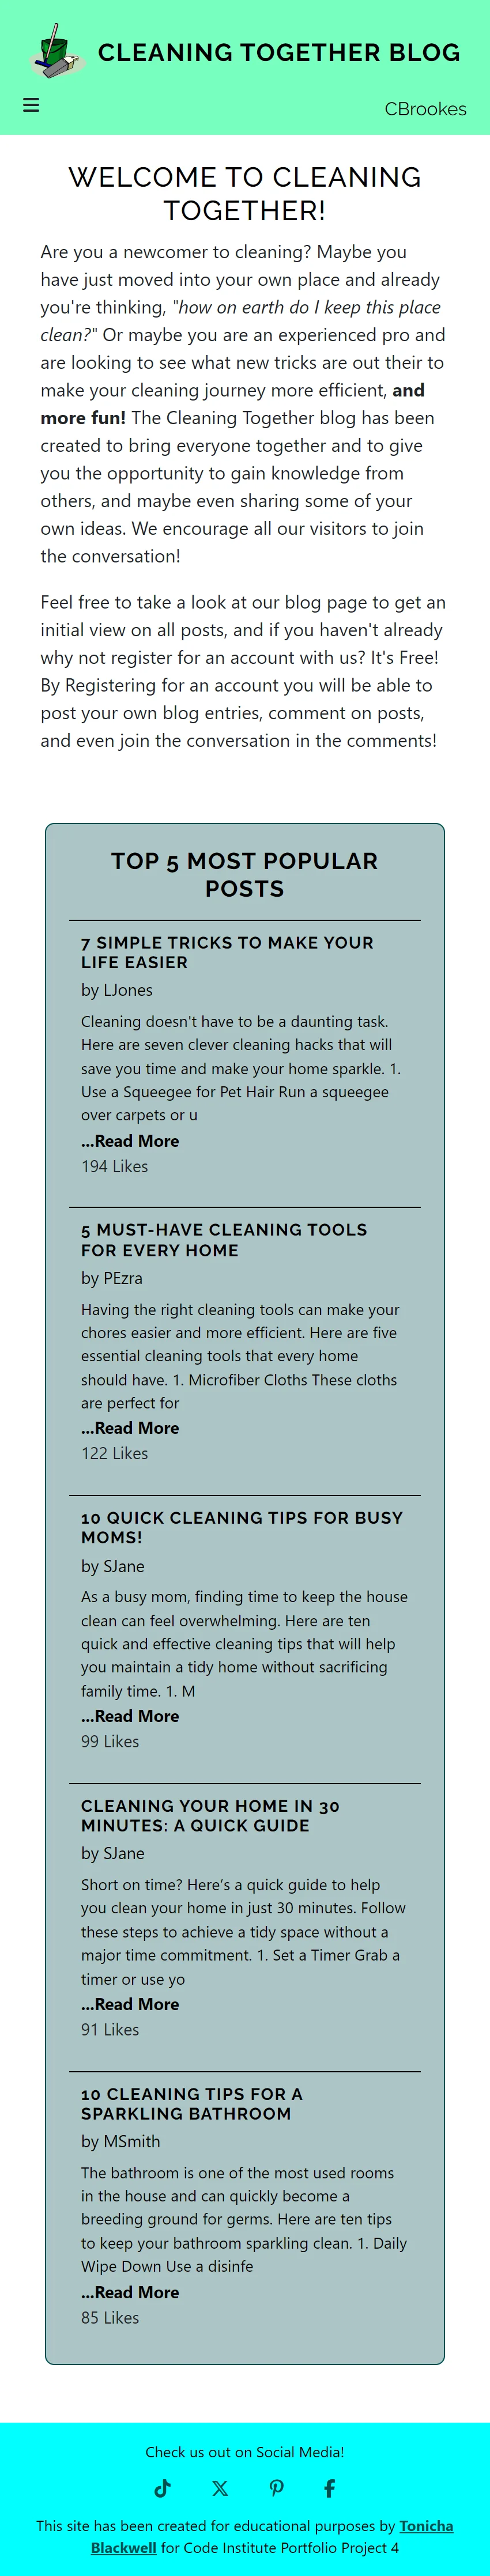 CLEANING TOGETHER BLOG
CBrookes
WELCOME TO CLEANING
TOGETHER!
Are you a newcomer to cleaning? Maybe you
have just moved into your own place and already
you're thinking, "how on earth do I keep this place
clean?" Or maybe you are an experienced pro and
are looking to see what new tricks are out their to
make your cleaning journey more efficient, and
more fun! The Cleaning Together blog has been
created to bring everyone together and to give
you the opportunity to gain knowledge from
others, and maybe even sharing some of your
own ideas. We encourage all our visitors to join
the conversation!
Feel free to take a look at our blog page to get an
initial view on all posts, and if you haven't already
why not register for an account with us? It's Free!
By Registering for an account you will be able to
post your own blog entries, comment on posts,
and even join the conversation in the comments!
TOP 5 MOST POPULAR
POSTS
7 SIMPLE TRICKS TO MAKE YOUR
LIFE EASIER
by LJones
Cleaning doesn't have to be a daunting task.
Here are seven clever cleaning hacks that will
save you time and make your home sparkle. 1.
Use a Squeegee for Pet Hair Run a squeegee
over carpets or u
...Read More
194 Likes
5 MUST-HAVE CLEANING TOOLS
FOR EVERY HOME
by PEzra
Having the right cleaning tools can make your
chores easier and more efficient. Here are five
essential cleaning tools that every home
should have. 1. Microfiber Cloths These cloths
are perfect for
...Read More
122 Likes
10 QUICK CLEANING TIPS FOR BUSY
MOMS!
by SJane
As a busy mom, finding time to keep the house
clean can feel overwhelming. Here are ten
quick and effective cleaning tips that will help
you maintain a tidy home without sacrificing
family time. 1. M
...Read More
99 Likes
CLEANING YOUR HOME IN 30
MINUTES: A QUICK GUIDE
by SJane
Short on time? Here's a quick guide to help
you clean your home in just 30 minutes. Follow
these steps to achieve a tidy space without a
major time commitment. 1. Set a Timer Grab a
timer or use yo
...Read More
91 Likes
10 CLEANING TIPS FOR A
SPARKLING BATHROOM
by MSmith
The bathroom is one of the most used rooms
in the house and can quickly become a
breeding ground for germs. Here are ten tips
to keep your bathroom sparkling clean. 1. Daily
Wipe Down Use a disinfe
...Read More
85 Likes
Check us out on Social Media!
This site has been created for educational purposes by Tonicha
Blackwell for Code Institute Portfolio Project 4